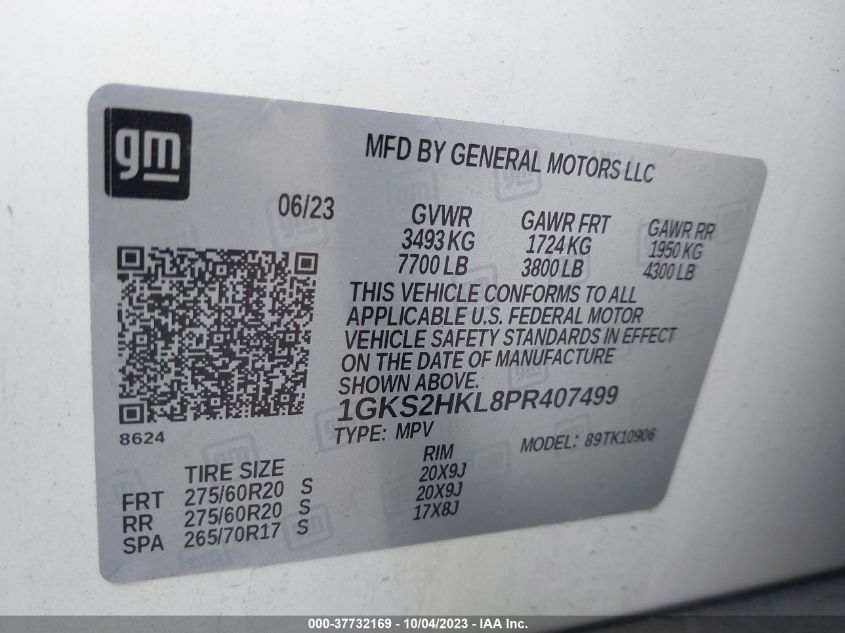 gm
MFD BY GENERAL MOTORS LLC
06/23
GVWR GAWR FRT GAWR RR
3493 KG 1724 KG 1950 KG
7700 LB 3800 LB 4300 LB
THIS VEHICLE CONFORMS TO ALL
APPLICABLE U.S. FEDERAL MOTOR
VEHICLE SAFETY STANDARDS IN EFFECT
ON THE DATE OF MANUFACTURE
SHOWN ABOVE.
1GKS2HKL8PR407499
8624
TYPE: MPV MODEL: 89TK10906
TIRE SIZE RIM
FRT 275/60R20 S 20X9J
RR 275/60R20 S 20X9J
SPA 265/70R17 S 17X8J
000-37732169 - 10/04/2023 - IAA Inc.